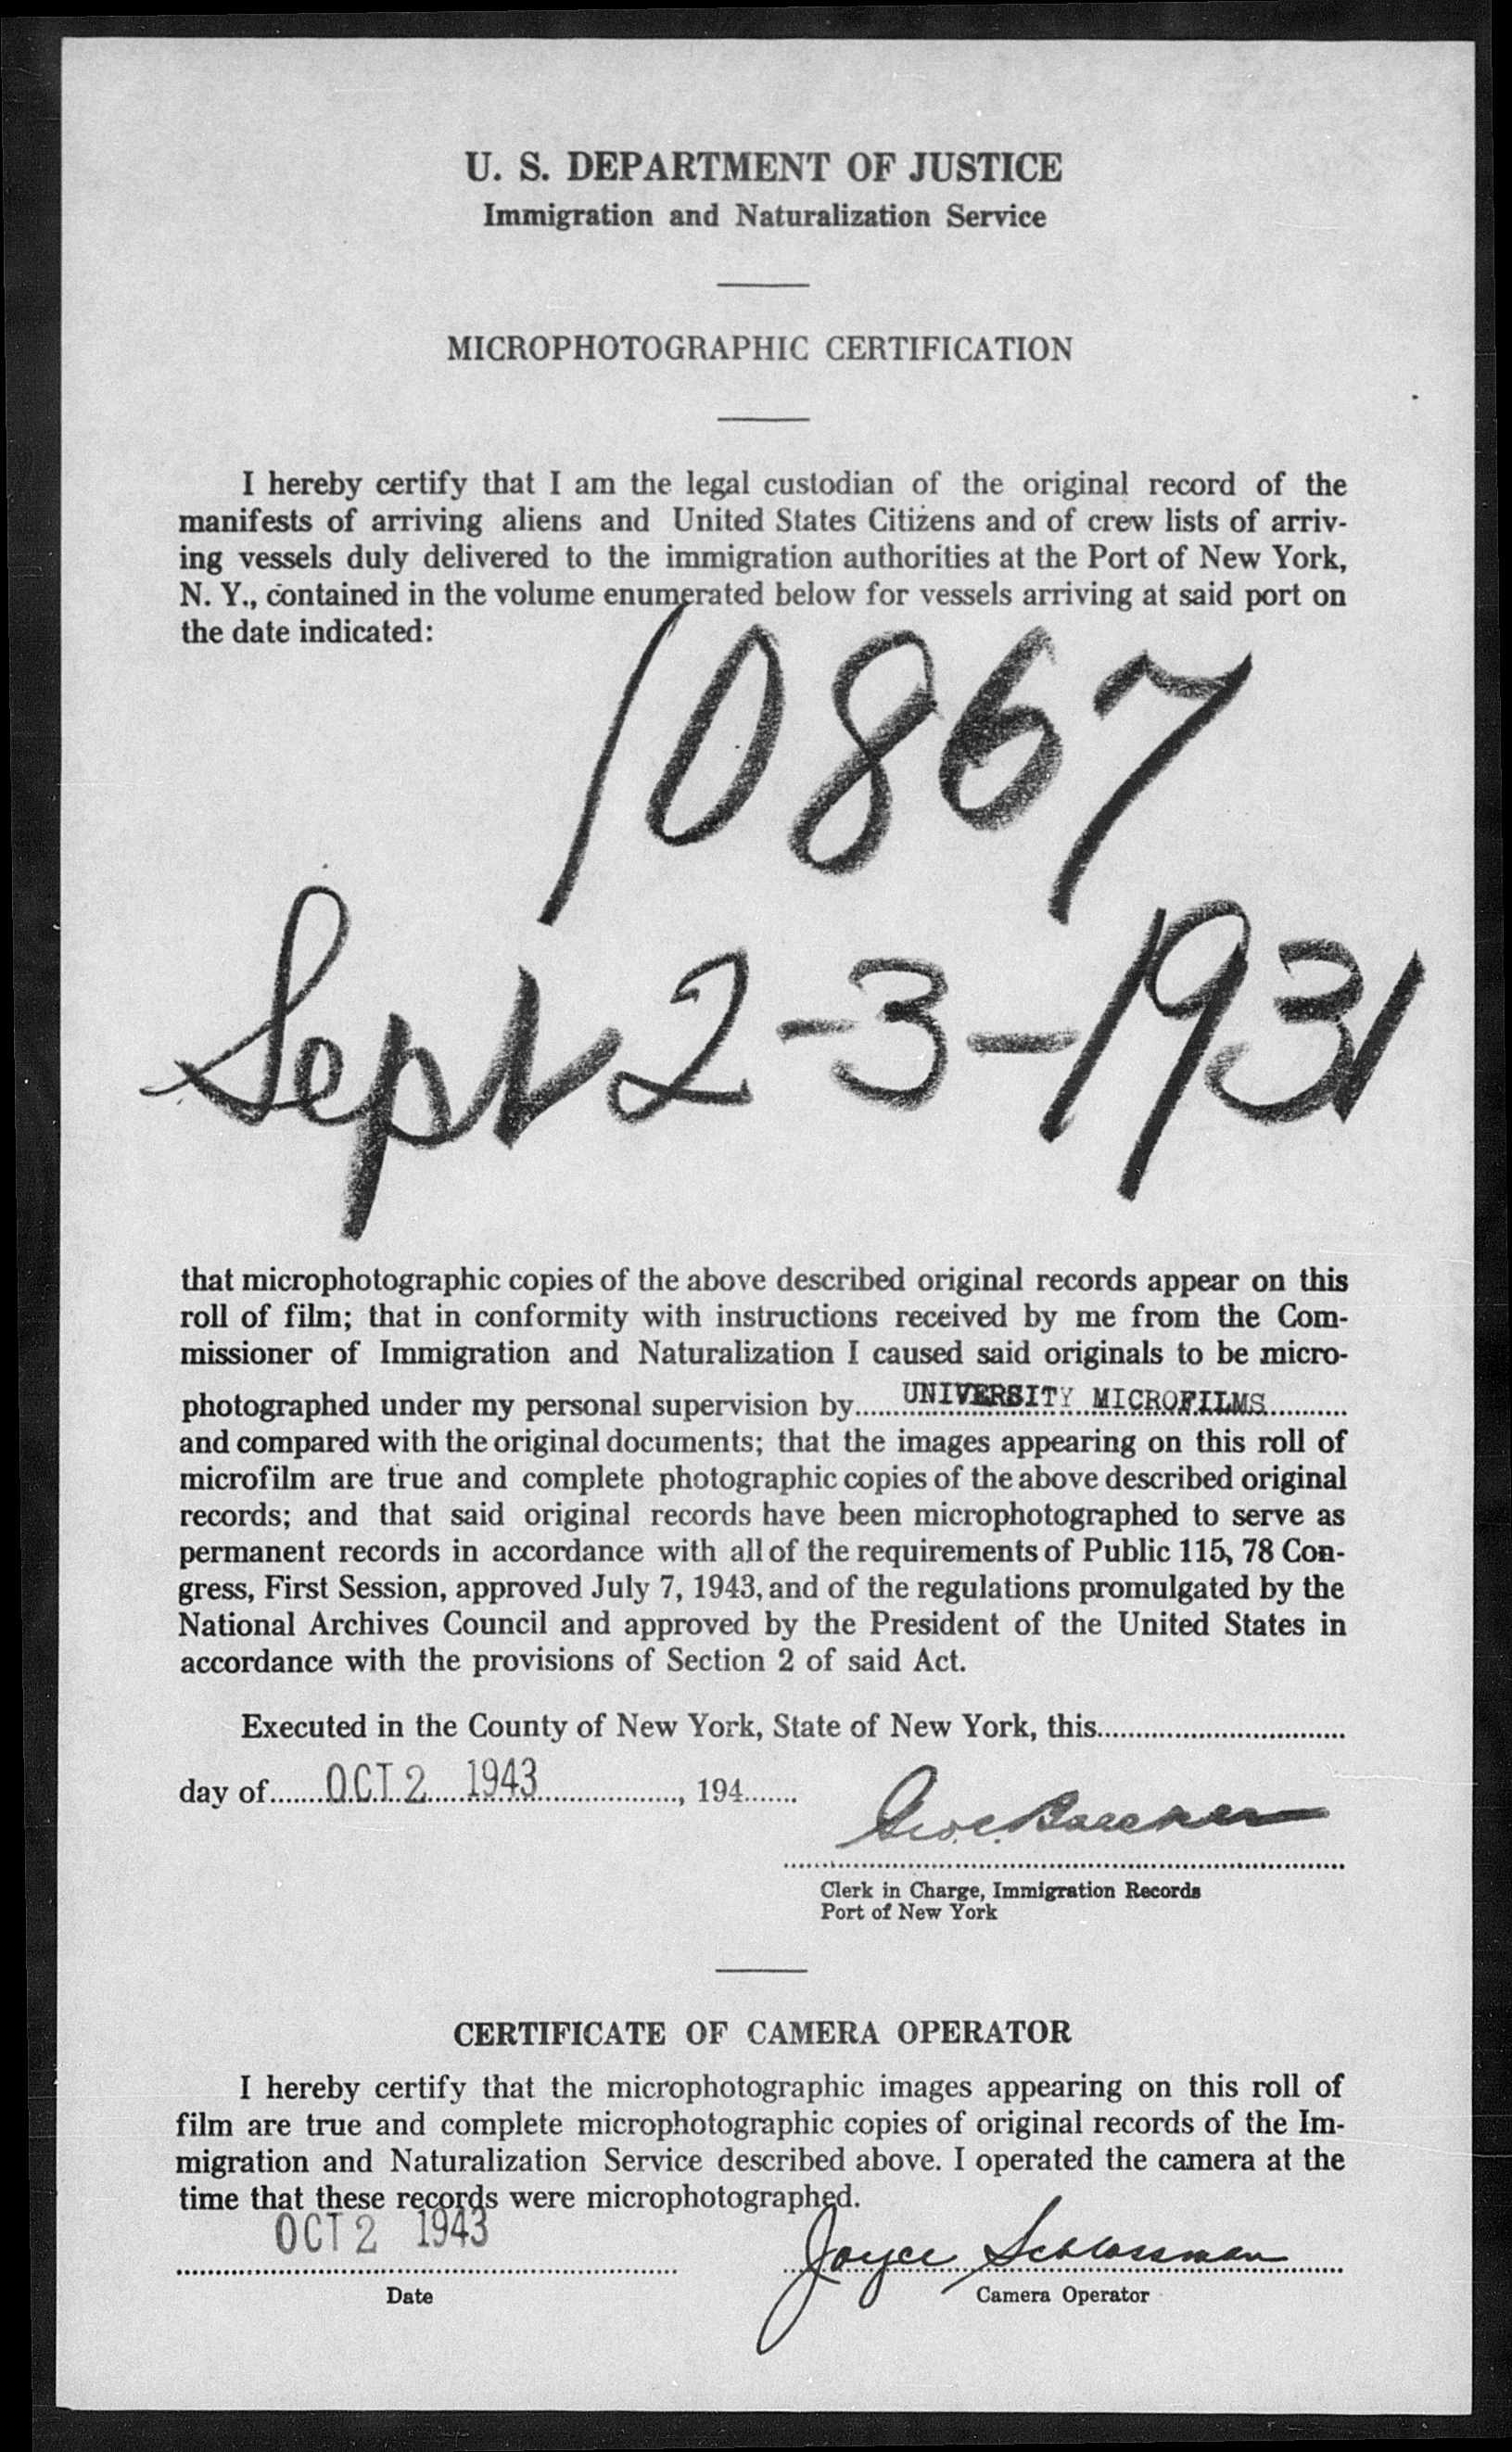 U. S. DEPARTMENT OF JUSTICE
Immigration and Naturalization Service
MICROPHOTOGRAPHIC CERTIFICATION
I hereby certify that I am the legal custodian of the original record of the
manifests of arriving aliens and United States Citizens and of crew lists of arriv-
ing vessels duly delivered to the immigration authorities at the Port of New York,
N. Y., contained in the volume enumerated below for vessels arriving at said port on
the date indicated:
10867
Sept 2-3-1931
that microphotographic copies of the above described original records appear on this
roll of film; that in conformity with instructions received by me from the Com-
missioner of Immigration and Naturalization I caused said originals to be micro-
photographed under my personal supervision by UNIVERSITY MICROFILMS
and compared with the original documents; that the images appearing on this roll of
microfilm are true and complete photographic copies of the above described original
records; and that said original records have been microphotographed to serve as
permanent records in accordance with all of the requirements of Public 115, 78 Con-
gress, First Session, approved July 7, 1943, and of the regulations promulgated by the
National Archives Council and approved by the President of the United States in
accordance with the provisions of Section 2 of said Act.
Executed in the County of New York, State of New York, this
day of OCT 2 1943, 194
Clerk in Charge, Immigration Records
Port of New York
CERTIFICATE OF CAMERA OPERATOR
I hereby certify that the microphotographic images appearing on this roll of
film are true and complete microphotographic copies of original records of the Im-
migration and Naturalization Service described above. I operated the camera at the
time that these records were microphotographed.
OCT 2 1943 Joyce Schlossman
Date Camera Operator